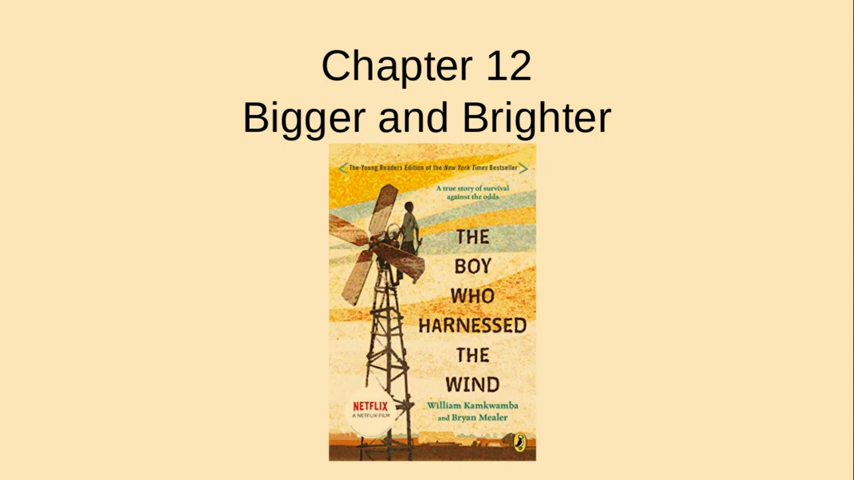 Chapter 12
Bigger and Brighter
The Young Readers Edition of the New York Times Bestseller
A true story of survival
against the odds
THE
BOY
WHO
HARNESSED
THE
WIND
NETFLIX
A NETFLIX FILM
William Kamkwamba
and Bryan Mealer